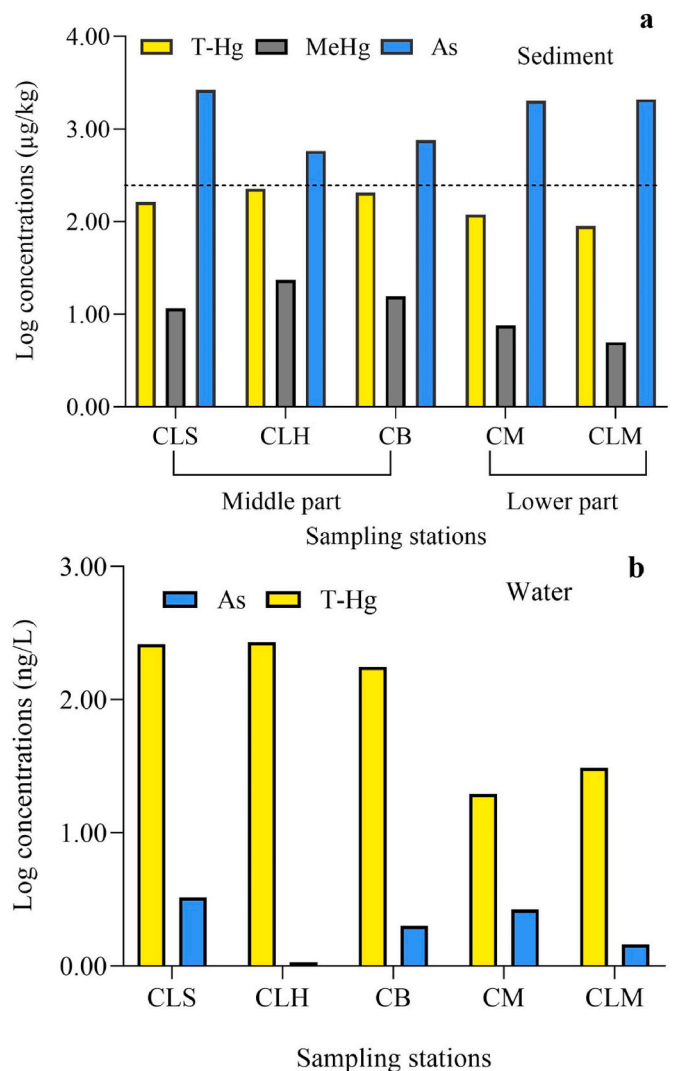 a
4.00
T-Hg MeHg As
Sediment
3.00
2.00
1.00
0.00
Log concentrations (µg/kg)
CLS CLH CB CM CLM
Middle part Lower part
Sampling stations
b
3.00
As T-Hg
Water
2.00
1.00
0.00
Log concentrations (ng/L)
CLS CLH CB CM CLM
Sampling stations